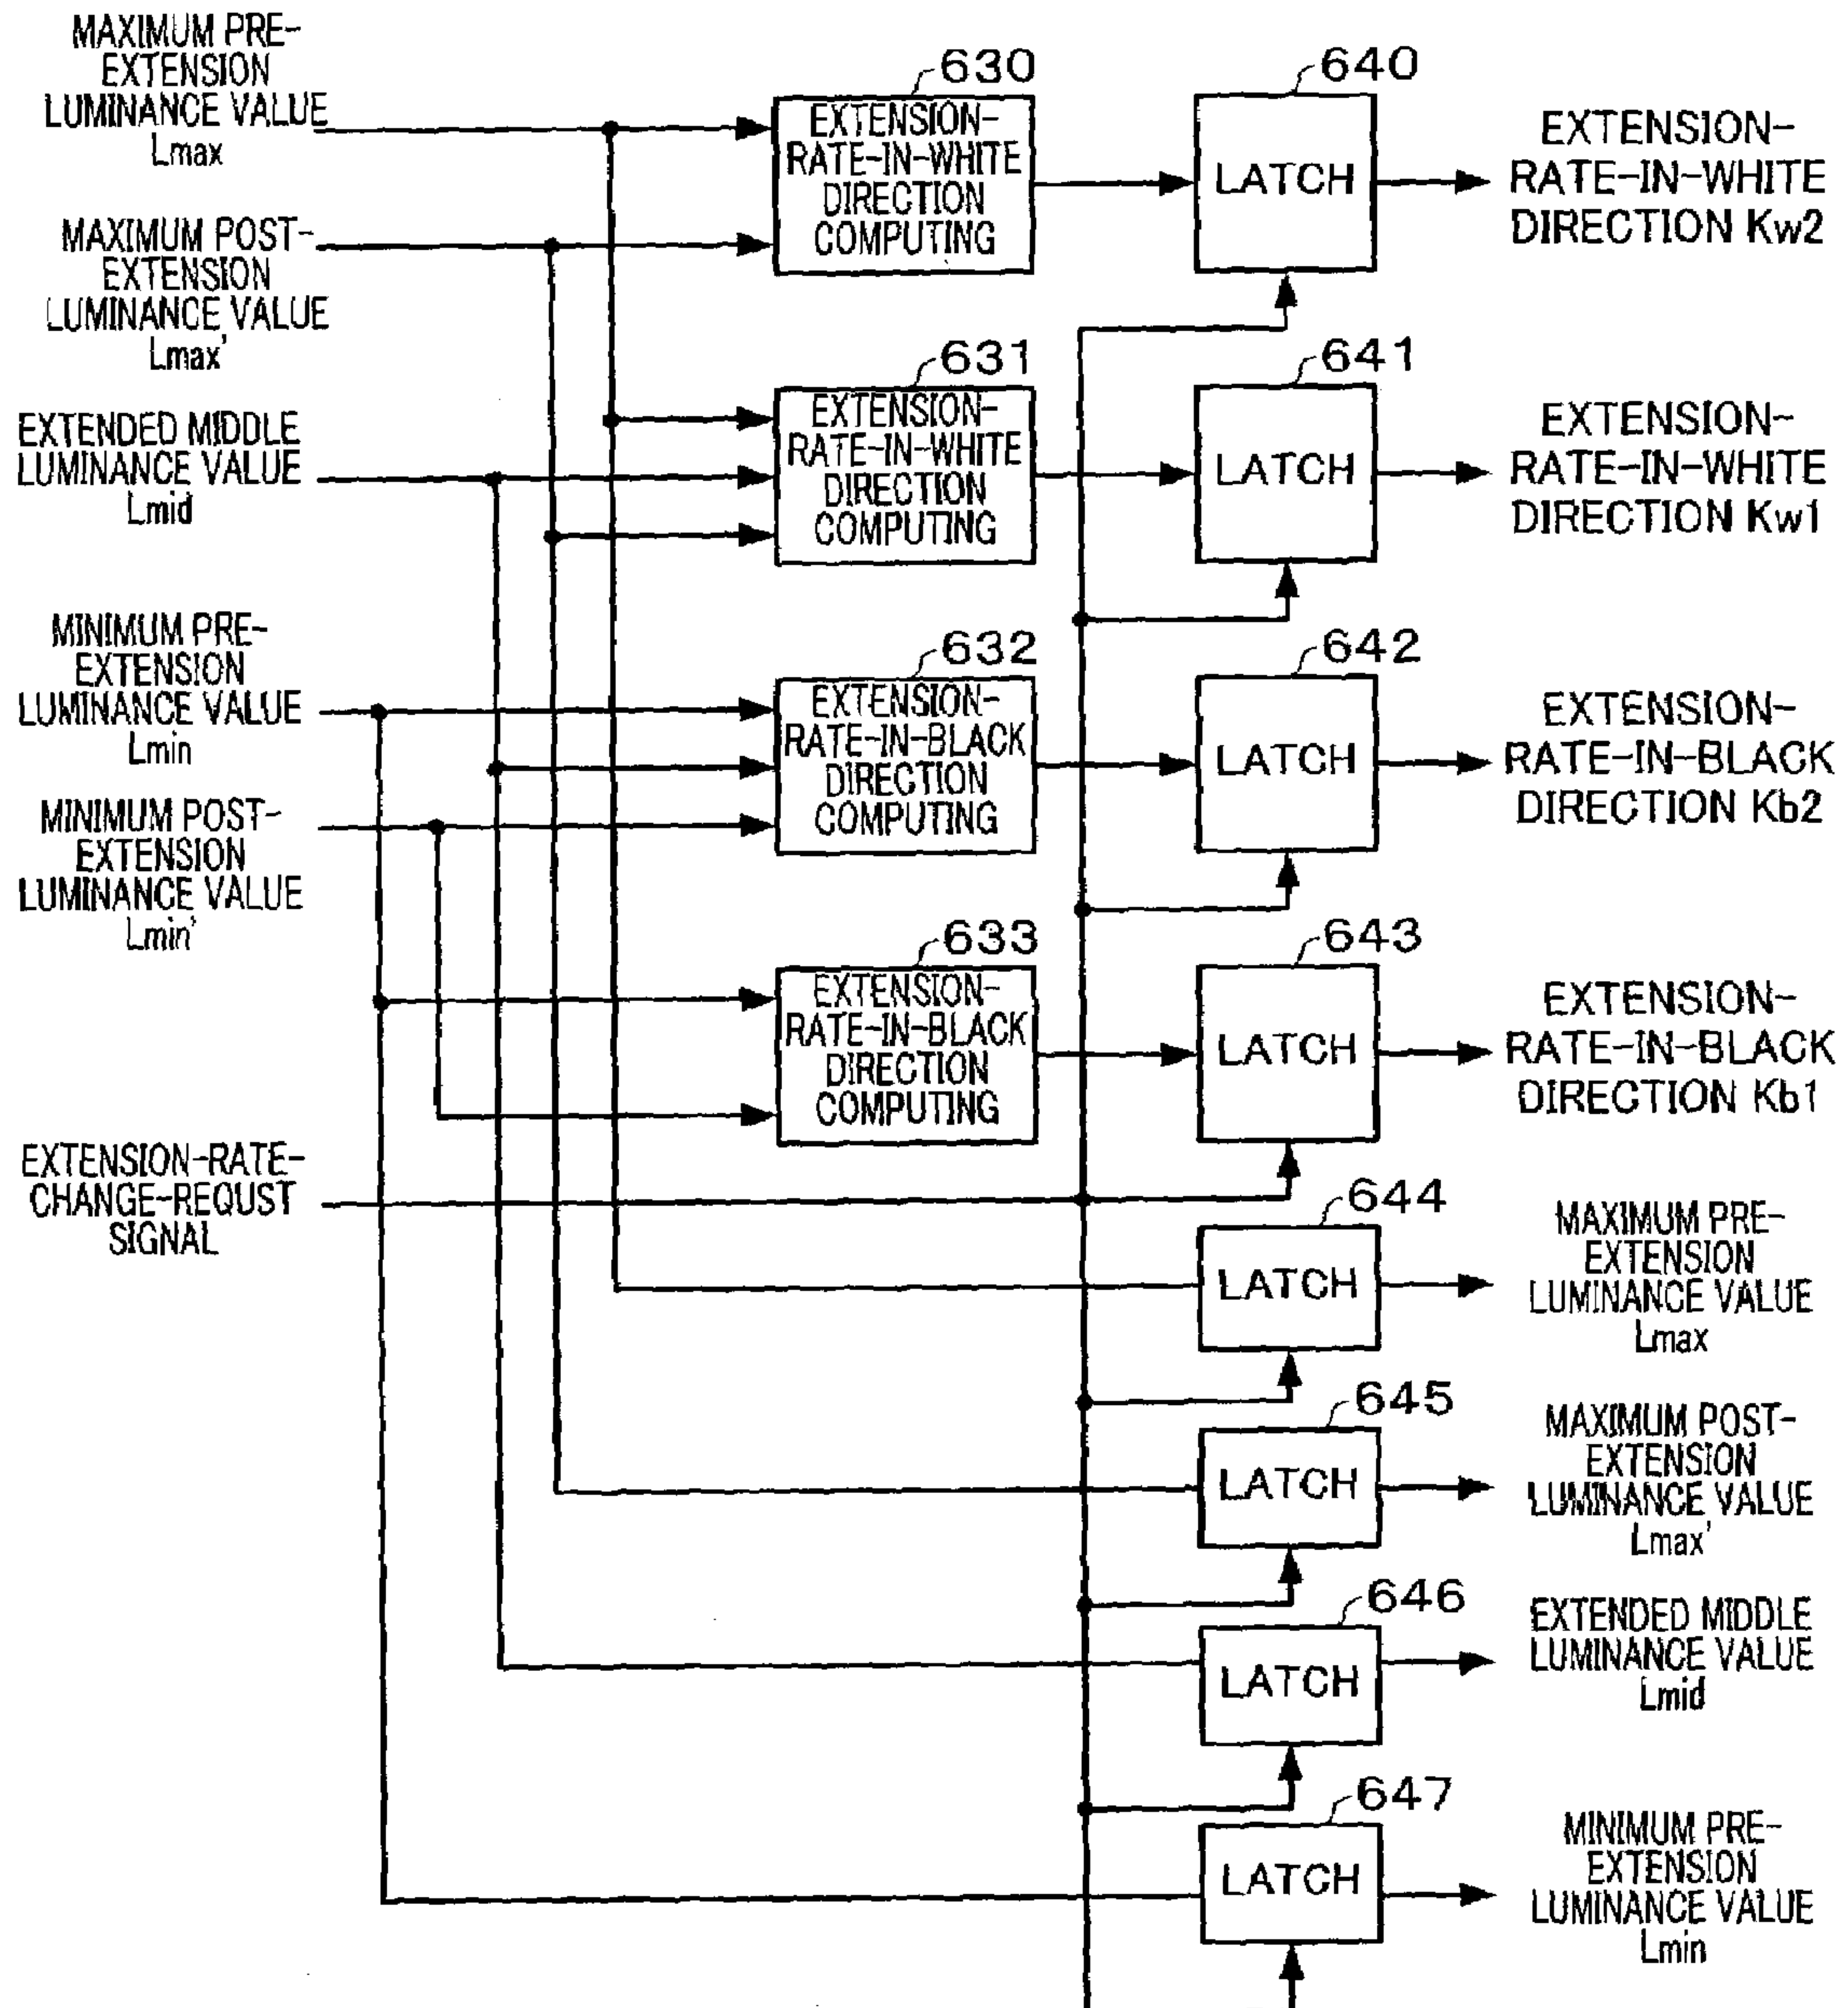 MAXIMUM PRE-
EXTENSION
LUMINANCE VALUE
Lmax
MAXIMUM POST-
EXTENSION
LUMINANCE VALUE
Lmax'
EXTENDED MIDDLE
LUMINANCE VALUE
Lmid
MINIMUM PRE-
EXTENSION
LUMINANCE VALUE
Lmin
MINIMUM POST-
EXTENSION
LUMINANCE VALUE
Lmin'
EXTENSION-RATE-
CHANGE-REQUST
SIGNAL
630
EXTENSION-
RATE-IN-WHITE
DIRECTION
COMPUTING
631
EXTENSION-
RATE-IN-WHITE
DIRECTION
COMPUTING
632
EXTENSION-
RATE-IN-BLACK
DIRECTION
COMPUTING
633
EXTENSION-
RATE-IN-BLACK
DIRECTION
COMPUTING
640
LATCH
641
LATCH
642
LATCH
643
LATCH
644
LATCH
645
LATCH
646
LATCH
647
LATCH
EXTENSION-
RATE-IN-WHITE
DIRECTION Kw2
EXTENSION-
RATE-IN-WHITE
DIRECTION Kw1
EXTENSION-
RATE-IN-BLACK
DIRECTION Kb2
EXTENSION-
RATE-IN-BLACK
DIRECTION Kb1
MAXIMUM PRE-
EXTENSION
LUMINANCE VALUE
Lmax
MAXIMUM POST-
EXTENSION
LUMINANCE VALUE
Lmax'
EXTENDED MIDDLE
LUMINANCE VALUE
Lmid
MINIMUM PRE-
EXTENSION
LUMINANCE VALUE
Lmin